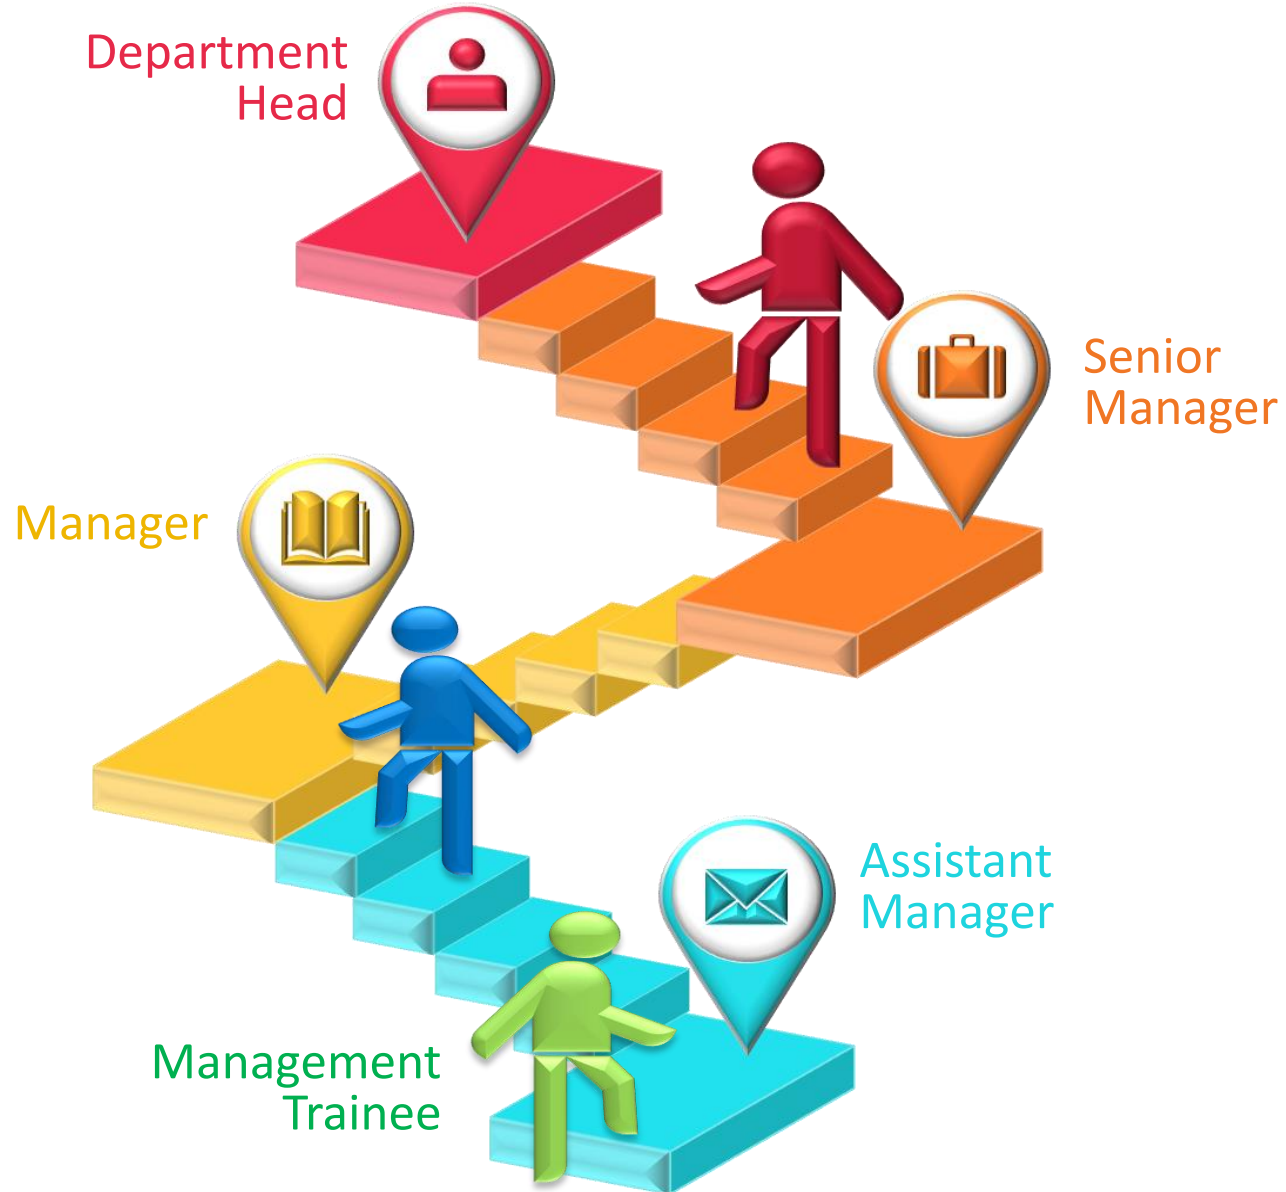 Department
Head
Senior
Manager
Manager
Assistant
Manager
Management
Trainee